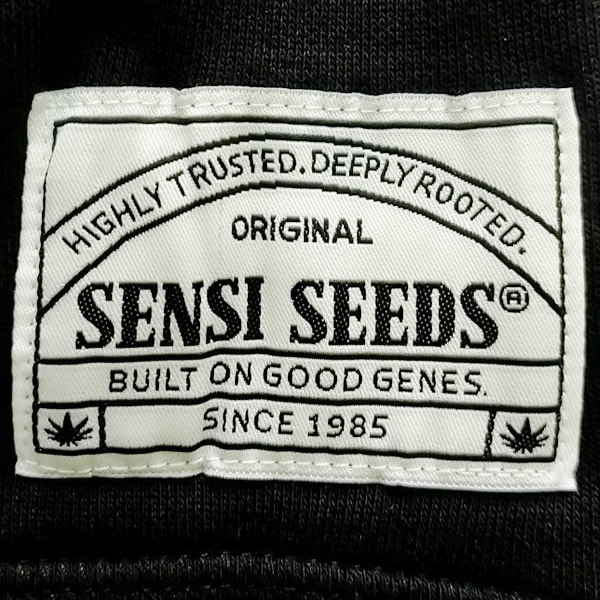 HIGHLY TRUSTED. DEEPLY ROOTED.
ORIGINAL
SENSI SEEDS®
BUILT ON GOOD GENES.
SINCE 1985